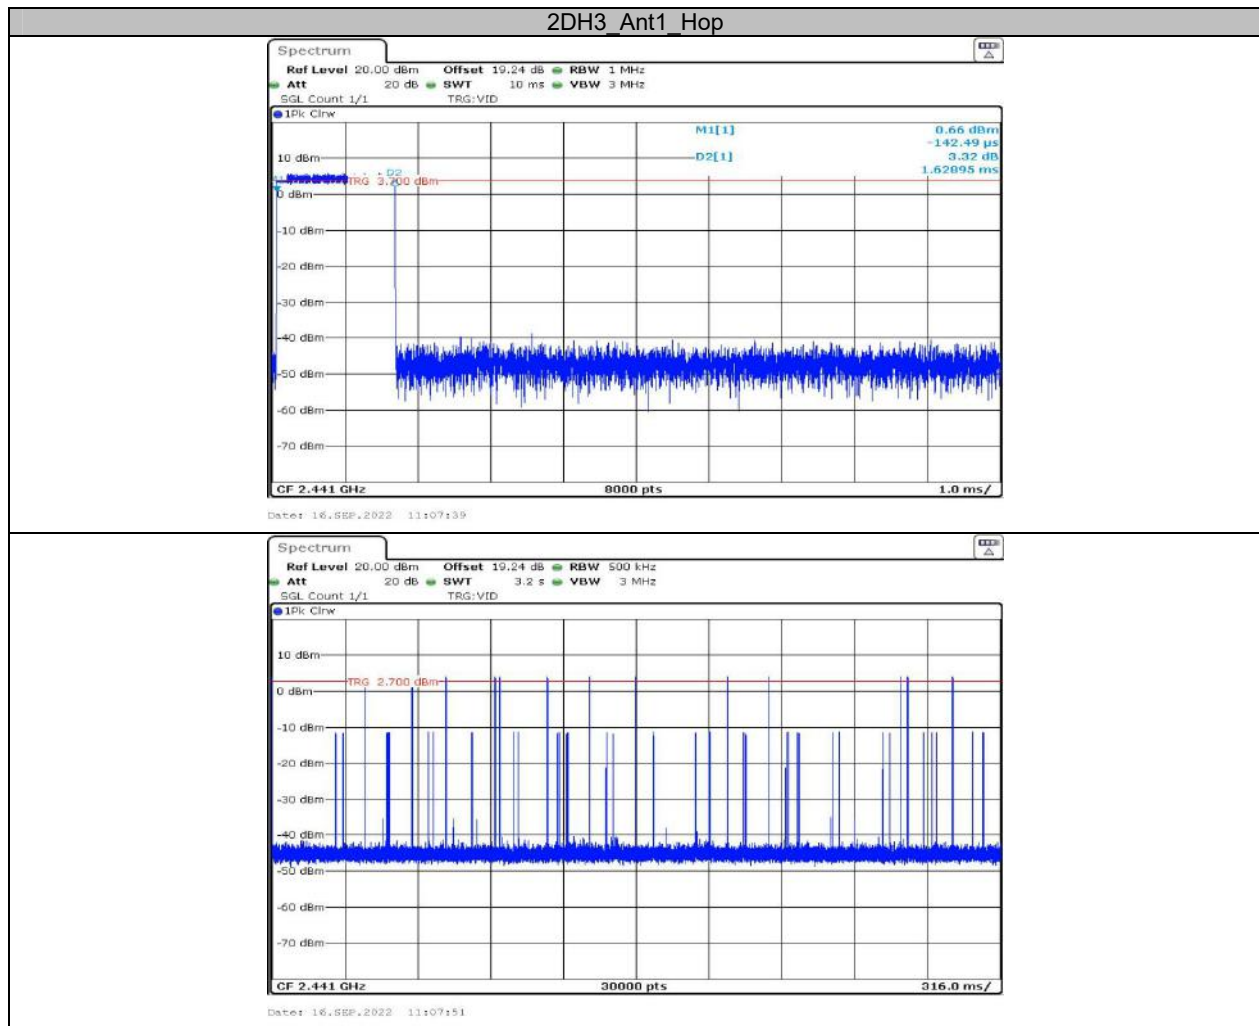 2DH3_Ant1_Hop
Spectrum
Ref Level 20.00 dBm Offset 19.24 dB RBW 1 MHz
Att 20 dB SWT 10 ms VBW 3 MHz
SGL Count 1/1 TRG:VID
1Pk Clrw
M1[1] 0.66 dBm
-142.49 µs
D2[1] 3.32 dB
1.62895 ms
10 dBm
D2
TRG 3.700 dBm
0 dBm
-10 dBm
-20 dBm
-30 dBm
-40 dBm
-50 dBm
-60 dBm
-70 dBm
CF 2.441 GHz 8000 pts 1.0 ms/
Date: 16.SEP.2022 11:07:39
Spectrum
Ref Level 20.00 dBm Offset 19.24 dB RBW 500 kHz
Att 20 dB SWT 3.2 s VBW 3 MHz
SGL Count 1/1 TRG:VID
1Pk Clrw
10 dBm
TRG 2.700 dBm
0 dBm
-10 dBm
-20 dBm
-30 dBm
-40 dBm
-50 dBm
-60 dBm
-70 dBm
CF 2.441 GHz 30000 pts 316.0 ms/
Date: 16.SEP.2022 11:07:51